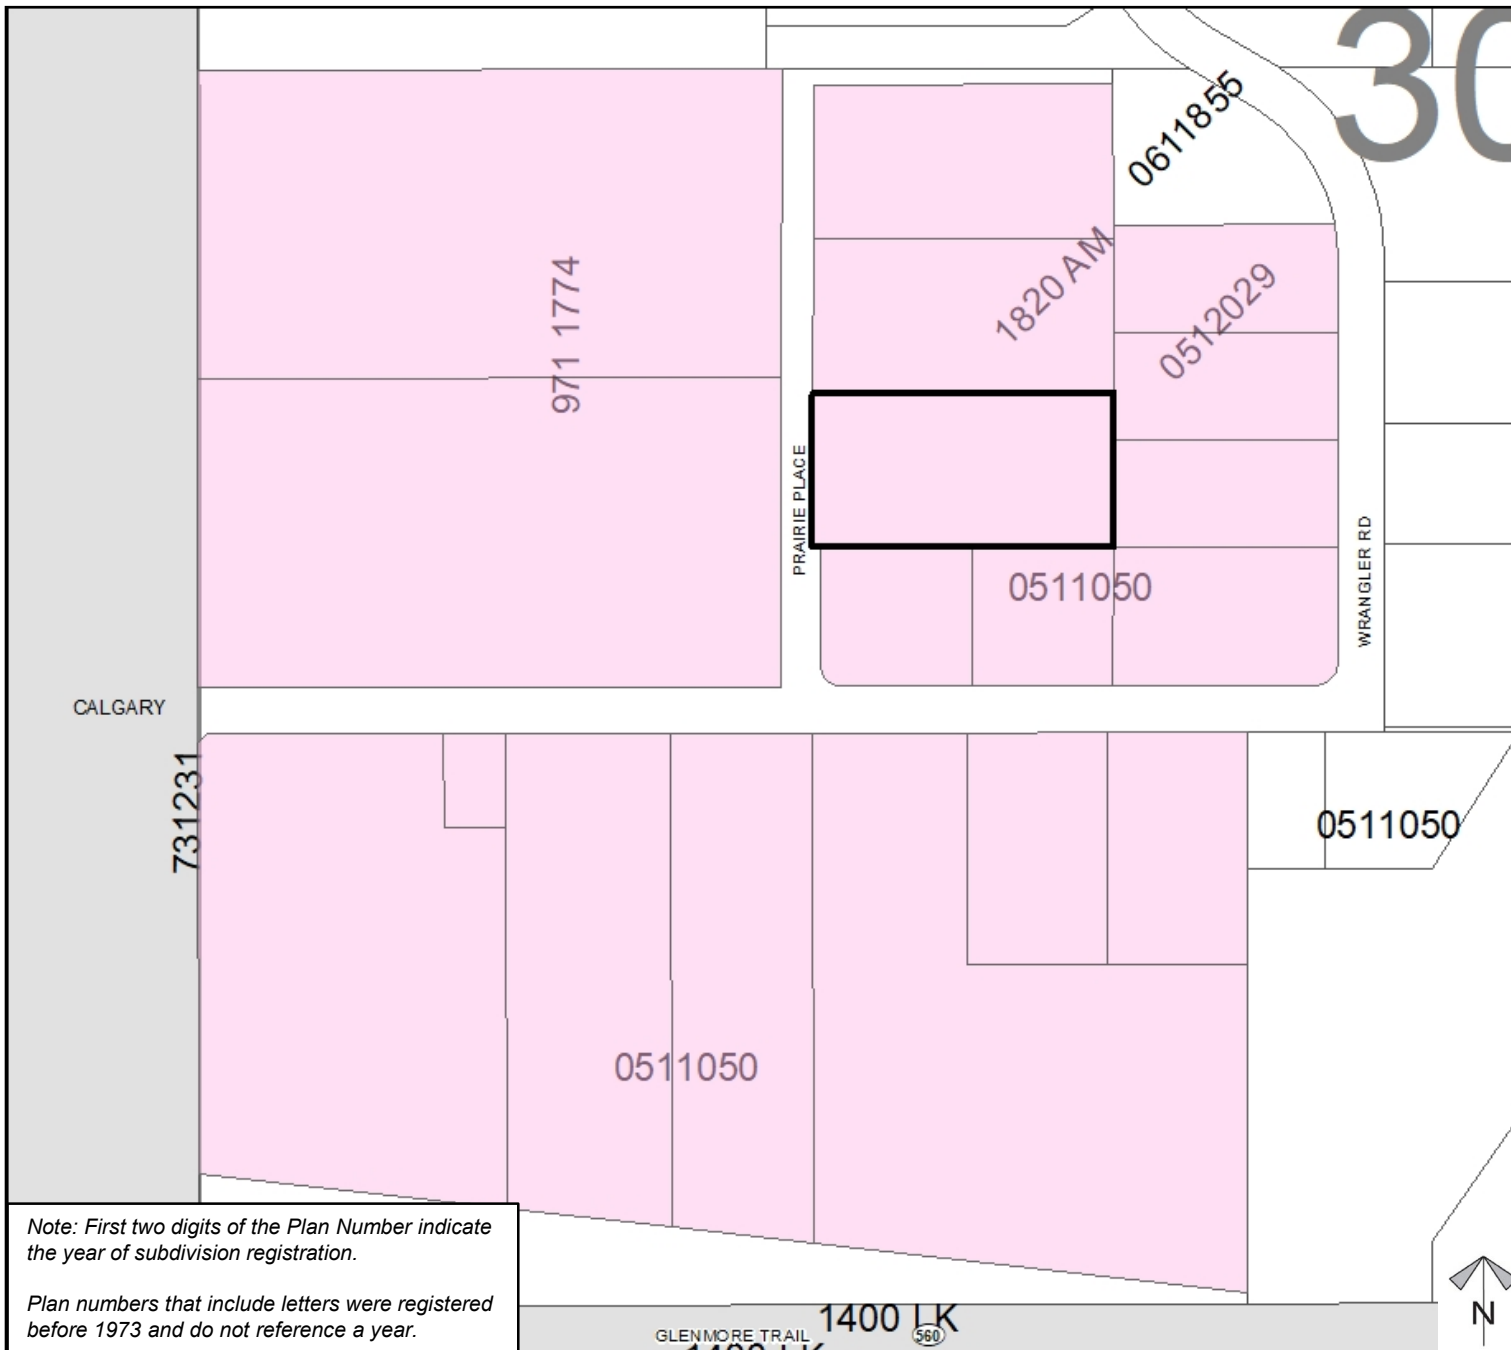 30
0611855
1820 AM
0512029
971 1774
PRAIRIE PLACE
WRANGLER RD
0511050
CALGARY
731231
0511050
0511050
Note: First two digits of the Plan Number indicate
the year of subdivision registration.
Plan numbers that include letters were registered
before 1973 and do not reference a year.
1400 LK
GLENMORE TRAIL
560
1400 LK
N